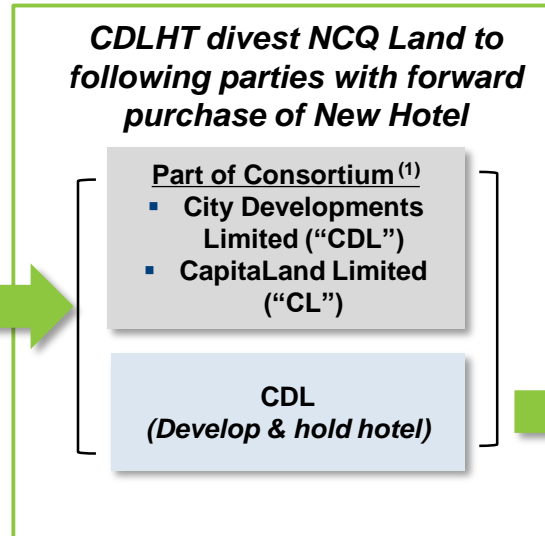 CDLHT divest NCQ Land to
following parties with forward
purchase of New Hotel
Part of Consortium (1)
▪ City Developments
Limited (“CDL”)
▪ CapitaLand Limited
(“CL”)
CDL
(Develop & hold hotel)